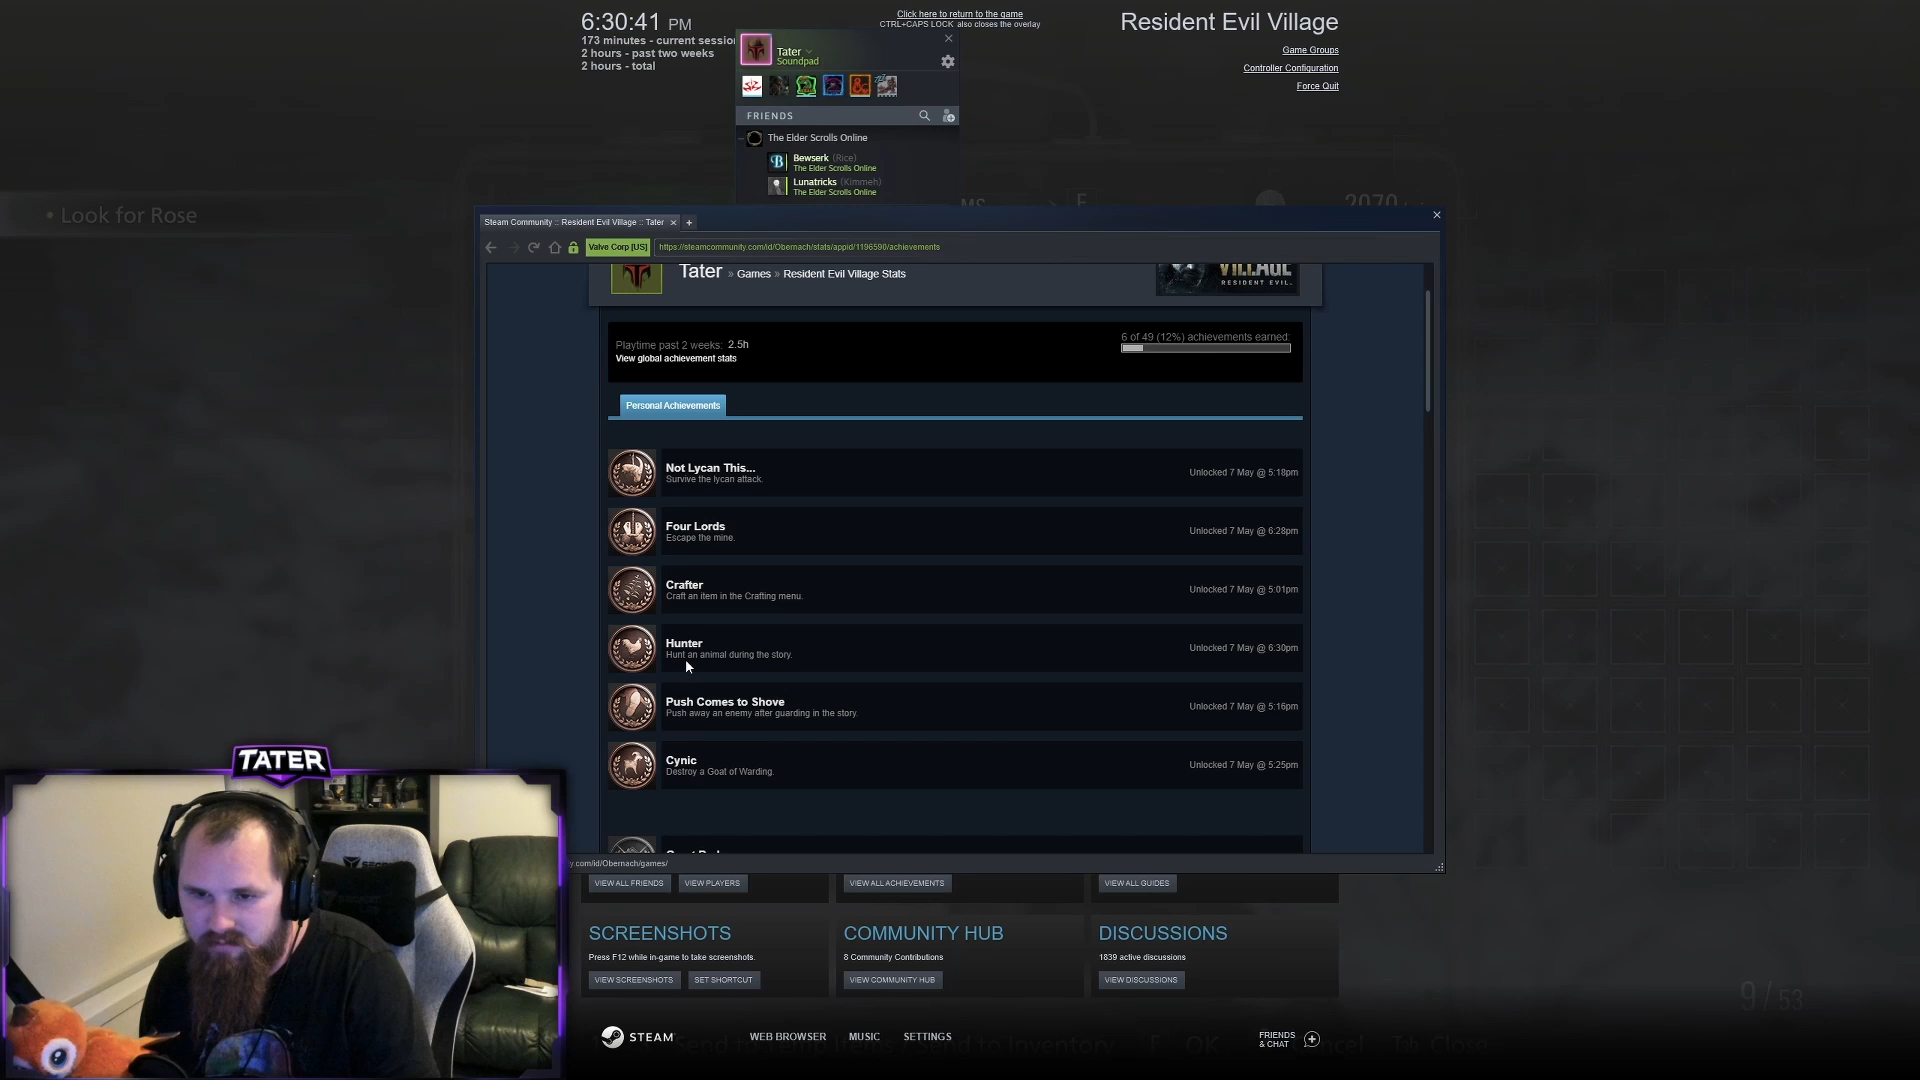 6:30:41 PM
173 minutes - current session
2 hours - past two weeks
2 hours - total
Click here to return to the game
CTRL+CAPS LOCK also closes the overlay
Resident Evil Village
Game Groups
Controller Configuration
Force Quit
Tater
Soundpad
FRIENDS
The Elder Scrolls Online
Bewserk (Rice)
The Elder Scrolls Online
Lunatricks (Kimmeh)
The Elder Scrolls Online
• Look for Rose
Steam Community :: Resident Evil Village :: Tater
Valve Corp [US]
https://steamcommunity.com/id/Obernach/stats/appid/1196590/achievements
Tater » Games » Resident Evil Village Stats
VILLAGE
RESIDENT EVIL
Playtime past 2 weeks: 2.5h
View global achievement stats
6 of 49 (12%) achievements earned:
Personal Achievements
Not Lycan This...
Survive the lycan attack.
Unlocked 7 May @ 5:18pm
Four Lords
Escape the mine.
Unlocked 7 May @ 6:28pm
Crafter
Craft an item in the Crafting menu.
Unlocked 7 May @ 5:01pm
Hunter
Hunt an animal during the story.
Unlocked 7 May @ 6:30pm
Push Comes to Shove
Push away an enemy after guarding in the story.
Unlocked 7 May @ 5:16pm
Cynic
Destroy a Goat of Warding.
Unlocked 7 May @ 5:25pm
y.com/id/Obernach/games/
TATER
VIEW ALL FRIENDS
VIEW PLAYERS
VIEW ALL ACHIEVEMENTS
VIEW ALL GUIDES
SCREENSHOTS
Press F12 while in-game to take screenshots.
VIEW SCREENSHOTS
SET SHORTCUT
COMMUNITY HUB
8 Community Contributions
VIEW COMMUNITY HUB
DISCUSSIONS
1839 active discussions
VIEW DISCUSSIONS
9/53
STEAM
WEB BROWSER
MUSIC
SETTINGS
FRIENDS
& CHAT